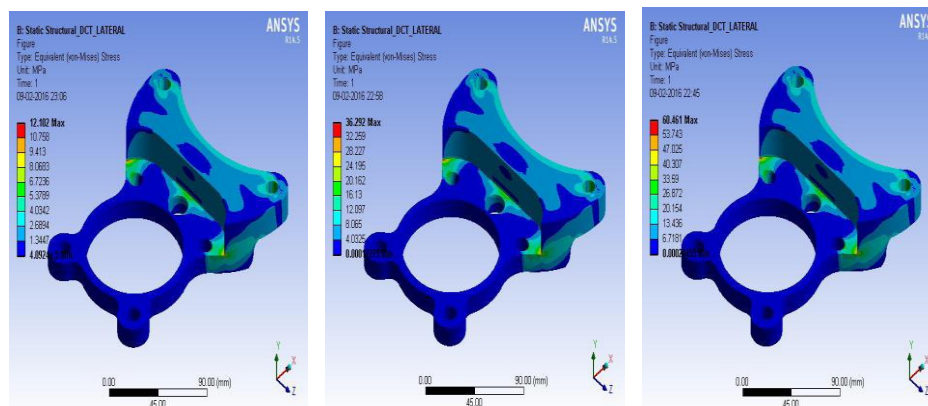 B: Static Structural_DCT_LATERAL
Figure
Type: Equivalent (von-Mises) Stress
Unit: MPa
Time: 1
09-02-2016 23:06
ANSYS
R14.5
12.102 Max
10.758
9.413
8.0683
6.7236
5.3789
4.0342
2.6894
1.3447
0.00
90.00 (mm)
45.00
Y
X
Z
B: Static Structural_DCT_LATERAL
Figure
Type: Equivalent (von-Mises) Stress
Unit: MPa
Time: 1
09-02-2016 22:58
ANSYS
R14.5
36.292 Max
32.259
28.227
24.195
20.162
16.13
12.097
8.065
4.0325
0.00
90.00 (mm)
45.00
Y
X
Z
B: Static Structural_DCT_LATERAL
Figure
Type: Equivalent (von-Mises) Stress
Unit: MPa
Time: 1
09-02-2016 22:45
ANSYS
R14.5
60.461 Max
53.743
47.025
40.307
33.59
26.872
20.154
13.436
6.7181
0.00
90.00 (mm)
45.00
Y
X
Z